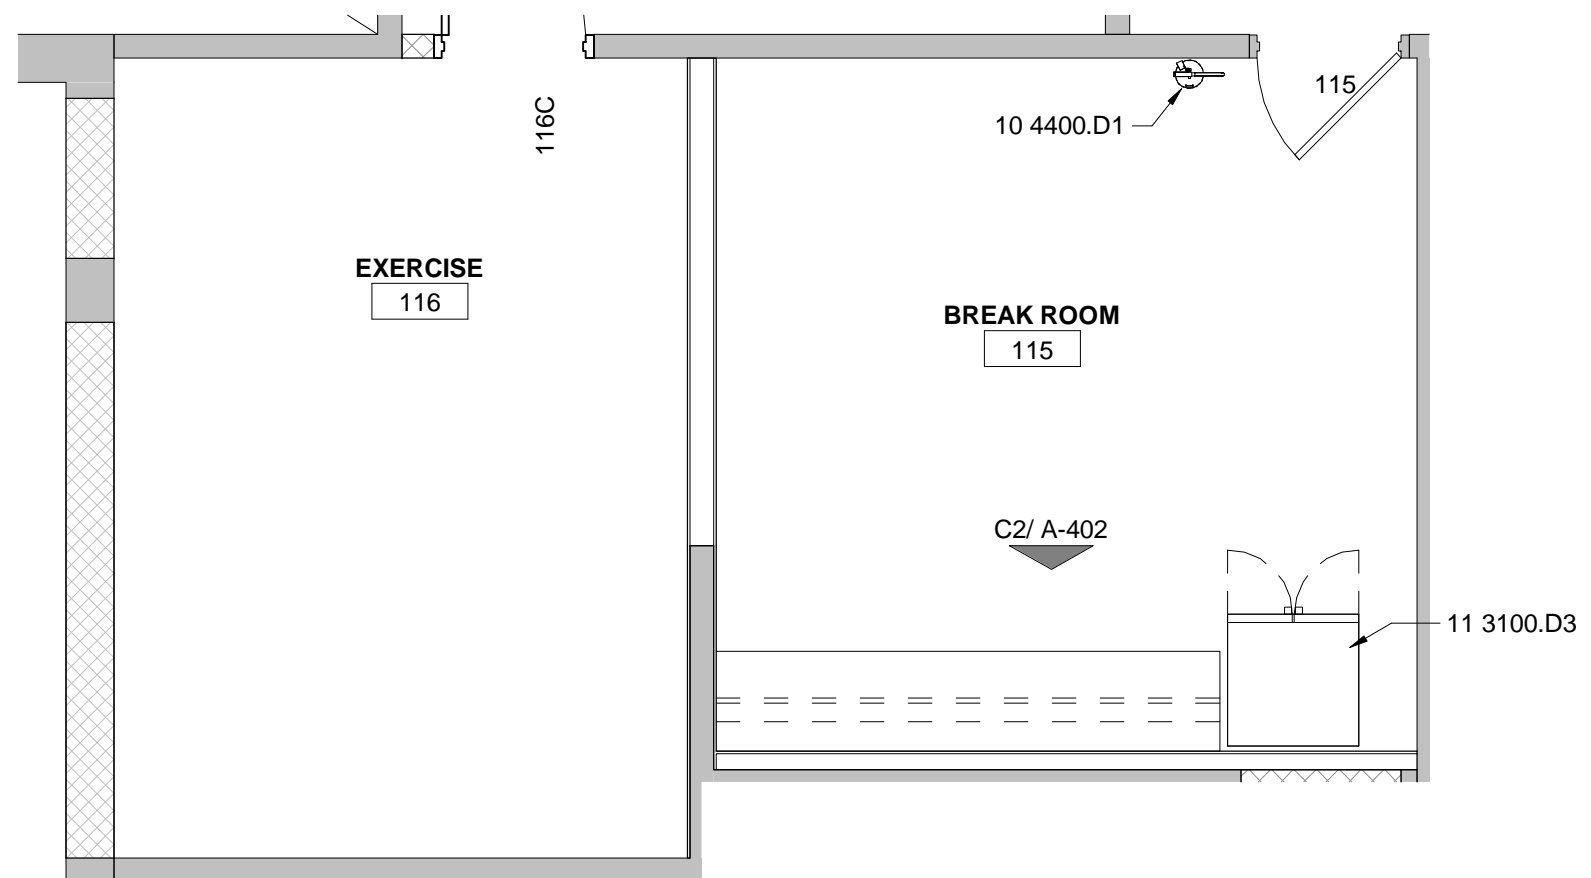 115
10 4400.D1
116C
EXERCISE
116
BREAK ROOM
115
C2/ A-402
11 3100.D3